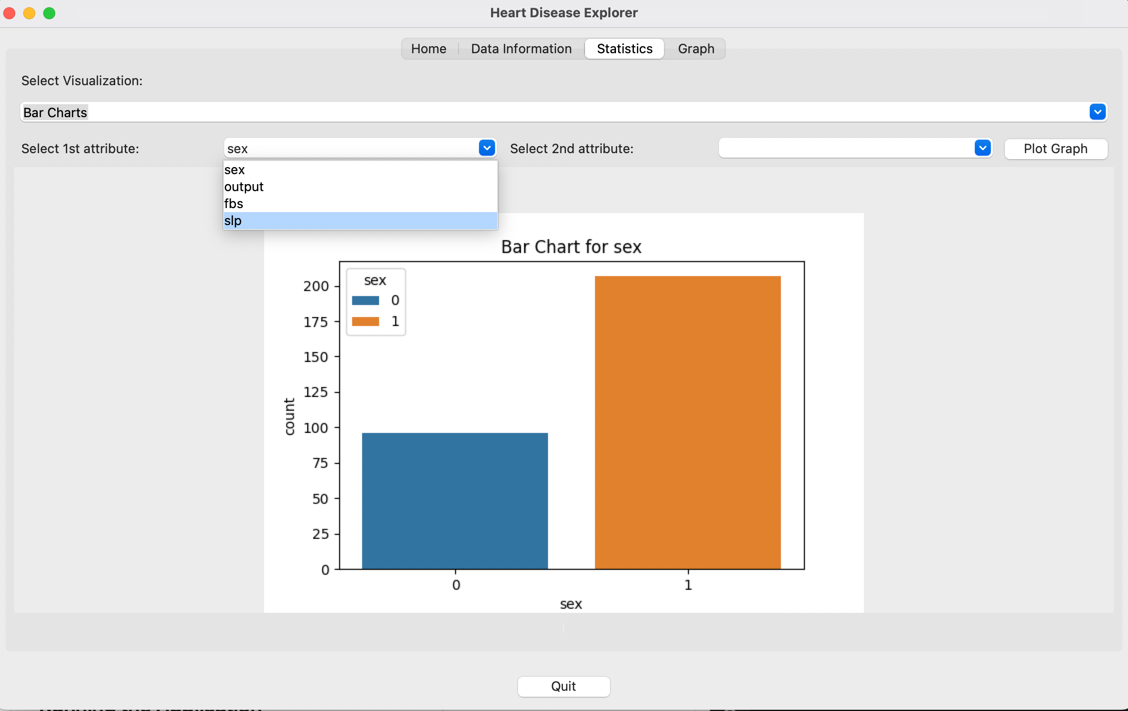 Heart Disease Explorer
Home Data Information Statistics Graph
Select Visualization:
Bar Charts
Select 1st attribute: sex Select 2nd attribute: Plot Graph
sex
output
fbs
slp
Bar Chart for sex
sex
0
1
200
175
150
125
100
75
50
25
0
count
0 1
sex
Quit